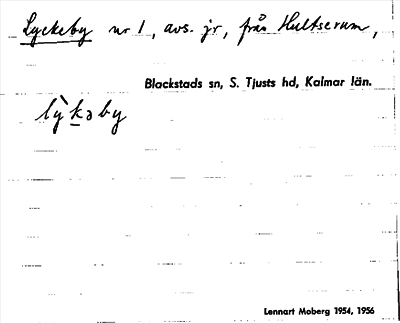 Lyckeby nr 1, avs. jr, från Hultserum,
Blackstads sn, S. Tjusts hd, Kalmar län.
lỳkəby
Lennart Moberg 1954, 1956